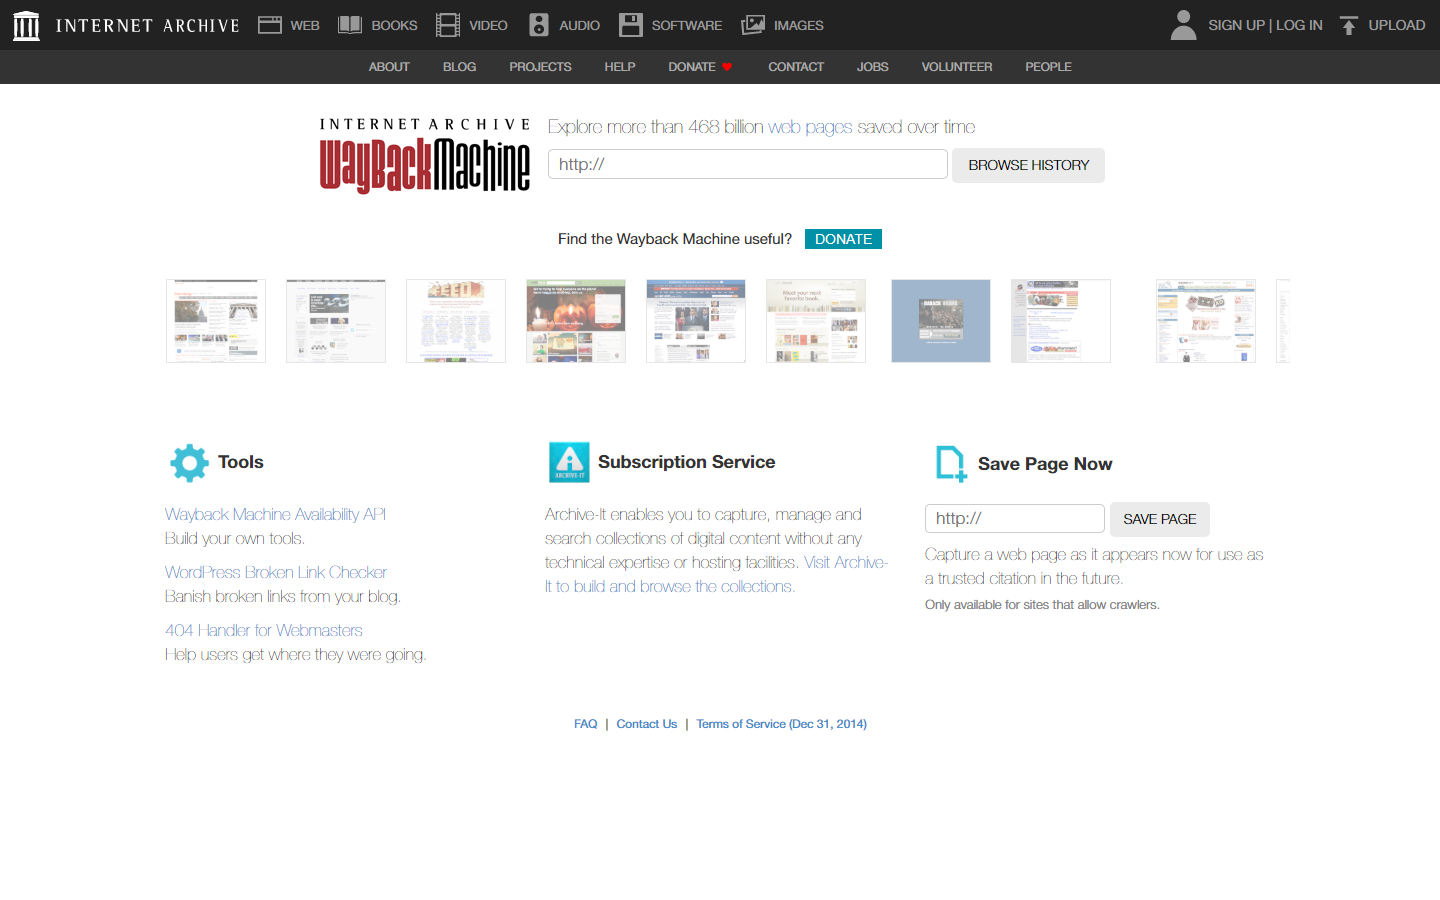 INTERNET ARCHIVE WEB BOOKS VIDEO AUDIO SOFTWARE IMAGES SIGN UP | LOG IN UPLOAD
ABOUT BLOG PROJECTS HELP DONATE CONTACT JOBS VOLUNTEER PEOPLE
INTERNET ARCHIVE
WayBackMachine
Explore more than 468 billion web pages saved over time
http:// BROWSE HISTORY
Find the Wayback Machine useful? DONATE
Tools
Wayback Machine Availability API
Build your own tools.
WordPress Broken Link Checker
Banish broken links from your blog.
404 Handler for Webmasters
Help users get where they were going.
ARCHIVE-IT
Subscription Service
Archive-It enables you to capture, manage and
search collections of digital content without any
technical expertise or hosting facilities. Visit Archive-
It to build and browse the collections.
Save Page Now
http:// SAVE PAGE
Capture a web page as it appears now for use as
a trusted citation in the future.
Only available for sites that allow crawlers.
FAQ | Contact Us | Terms of Service (Dec 31, 2014)